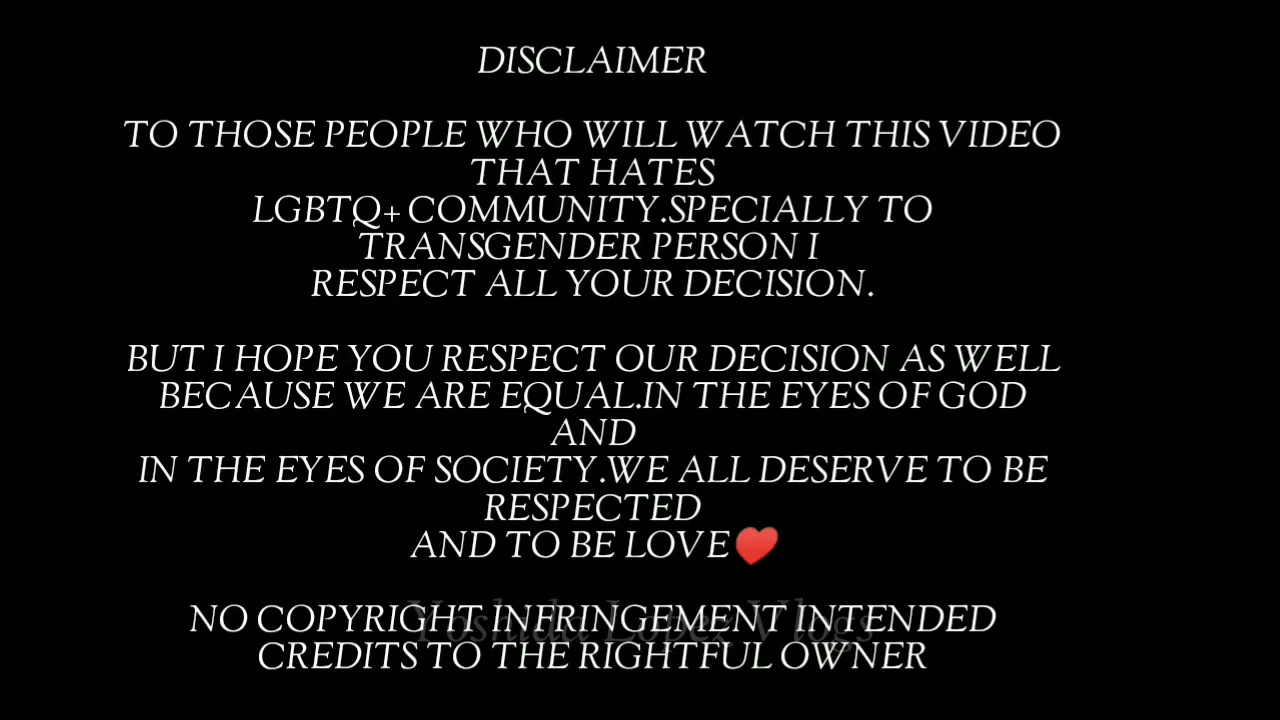 DISCLAIMER
TO THOSE PEOPLE WHO WILL WATCH THIS VIDEO
THAT HATES
LGBTQ+ COMMUNITY.SPECIALLY TO
TRANSGENDER PERSON I
RESPECT ALL YOUR DECISION.
BUT I HOPE YOU RESPECT OUR DECISION AS WELL
BECAUSE WE ARE EQUAL.IN THE EYES OF GOD
AND
IN THE EYES OF SOCIETY.WE ALL DESERVE TO BE
RESPECTED
AND TO BE LOVE♥️
NO COPYRIGHT INFRINGEMENT INTENDED
Yoshida Lopez Vlogs
CREDITS TO THE RIGHTFUL OWNER